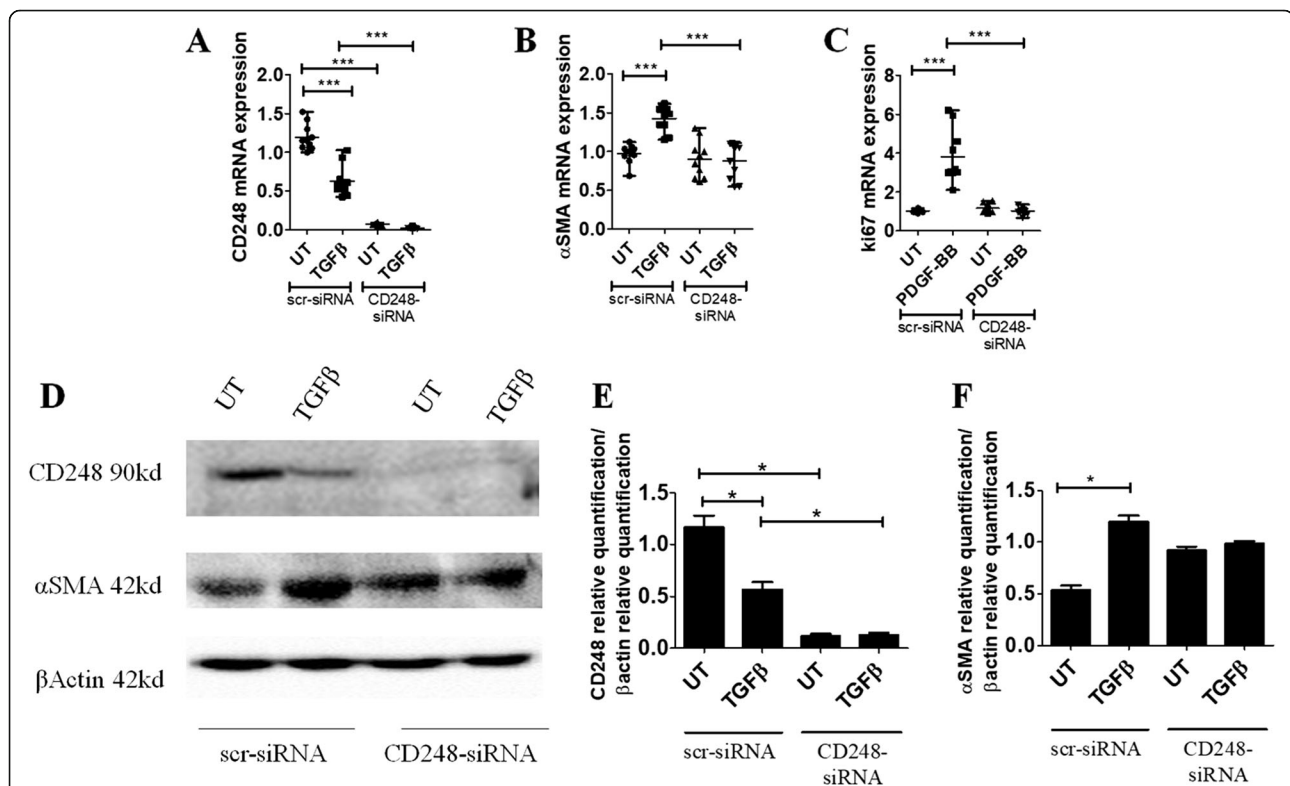 A
CD248 mRNA expression
2.0
1.5
1.0
0.5
0.0
***
***
***
UT
TGFβ
UT
TGFβ
scr-siRNA
CD248-
siRNA
B
αSMA mRNA expression
2.0
1.5
1.0
0.5
0.0
***
***
UT
TGFβ
UT
TGFβ
scr-siRNA
CD248-
siRNA
C
ki67 mRNA expression
8
6
4
2
0
***
***
UT
PDGF-BB
UT
PDGF-BB
scr-siRNA
CD248-
siRNA
D
UT
TGFβ
UT
TGFβ
CD248 90kd
αSMA 42kd
βActin 42kd
scr-siRNA
CD248-siRNA
E
CD248 relative quantification/
βactin relative quantification
1.5
1.0
0.5
0.0
*
*
*
UT
TGFβ
UT
TGFβ
scr-siRNA
CD248-
siRNA
F
αSMA relative quantification/
βactin relative quantification
1.5
1.0
0.5
0.0
*
UT
TGFβ
UT
TGFβ
scr-siRNA
CD248-
siRNA